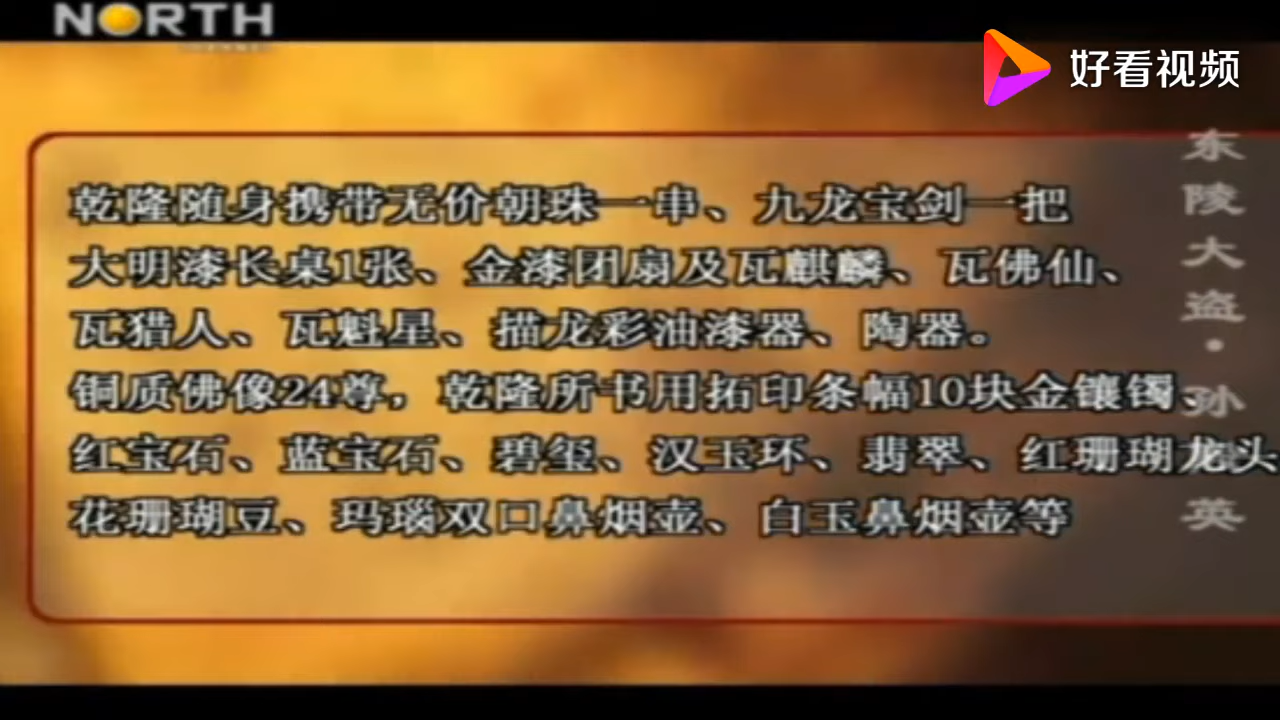 NORTH
好看视频
乾隆随身携带无价朝珠一串、九龙宝剑一把
大明漆长桌1张、金漆团扇及瓦麒麟、瓦佛仙、
瓦猎人、瓦魁星、描龙彩油漆器、陶器。
铜质佛像24尊，乾隆所书用拓印条幅10块金镶镯、
红宝石、蓝宝石、碧玺、汉玉环、翡翠、红珊瑚龙头
花珊瑚豆、玛瑙双口鼻烟壶、白玉鼻烟壶等
东陵大盗·孙 英